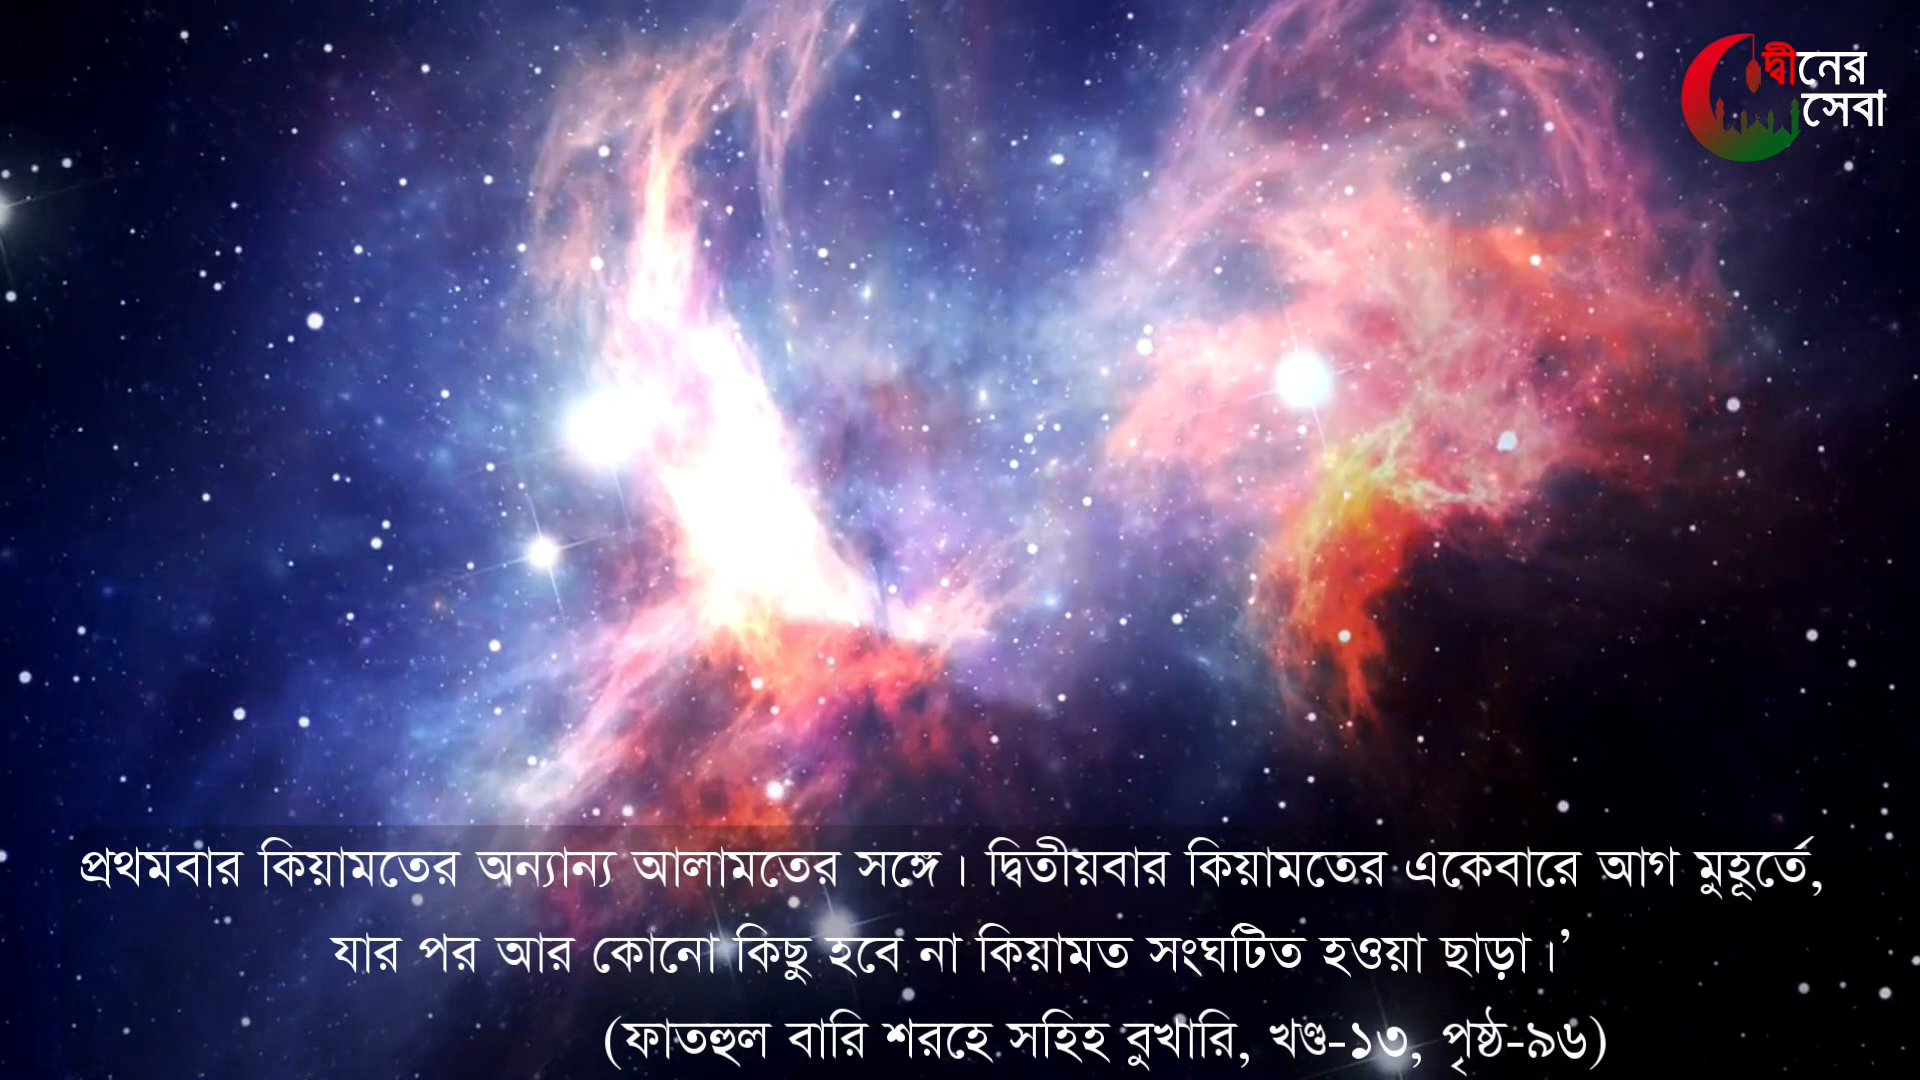 দ্বীনের
সেবা
প্রথমবার কিয়ামতের অন্যান্য আলামতের সঙ্গে। দ্বিতীয়বার কিয়ামতের একেবারে আগ মুহূর্তে,
যার পর আর কোনো কিছু হবে না কিয়ামত সংঘটিত হওয়া ছাড়া।’
(ফাতহুল বারি শরহে সহিহ বুখারি, খণ্ড-১৩, পৃষ্ঠ-৯৬)